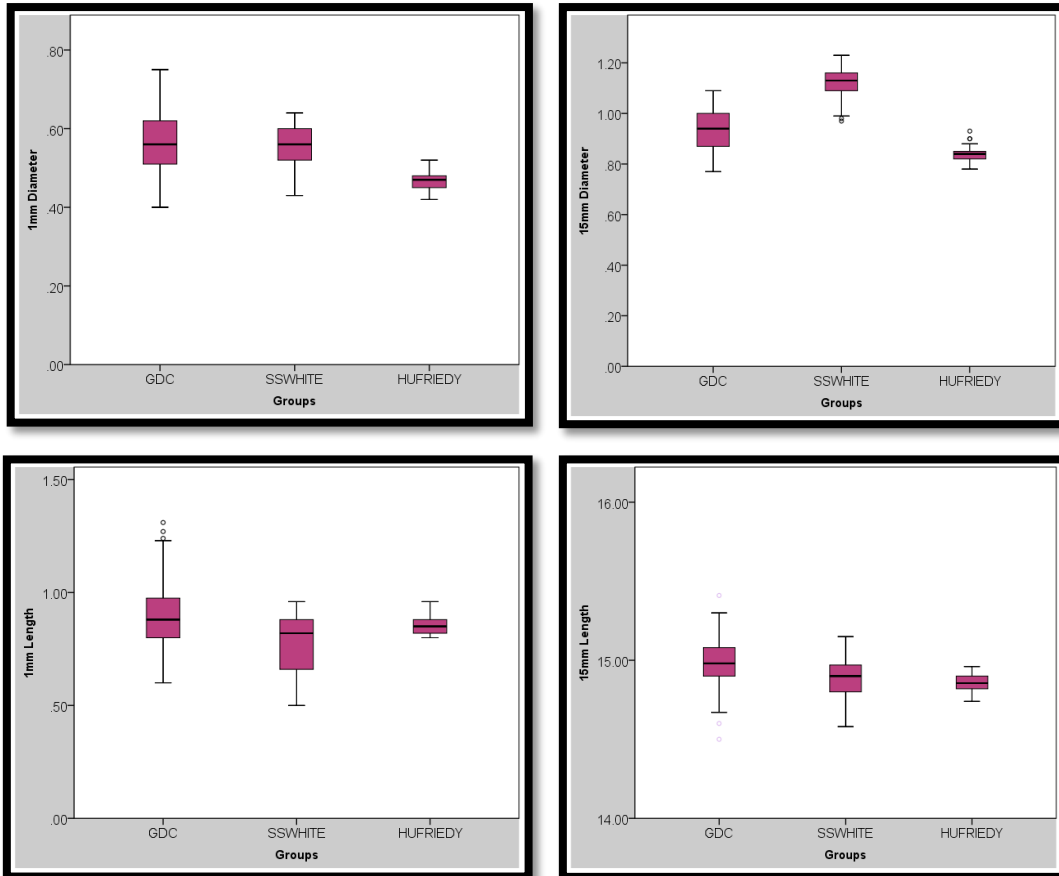 .80
.60
.40
.20
.00
1mm Diameter
GDC SSWHITE HUFRIEDY
Groups
1.20
1.00
.80
.60
.40
.20
.00
15mm Diameter
GDC SSWHITE HUFRIEDY
Groups
1.50
1.00
.50
.00
1mm Length
GDC SSWHITE HUFRIEDY
Groups
16.00
15.00
14.00
15mm Length
GDC SSWHITE HUFRIEDY
Groups